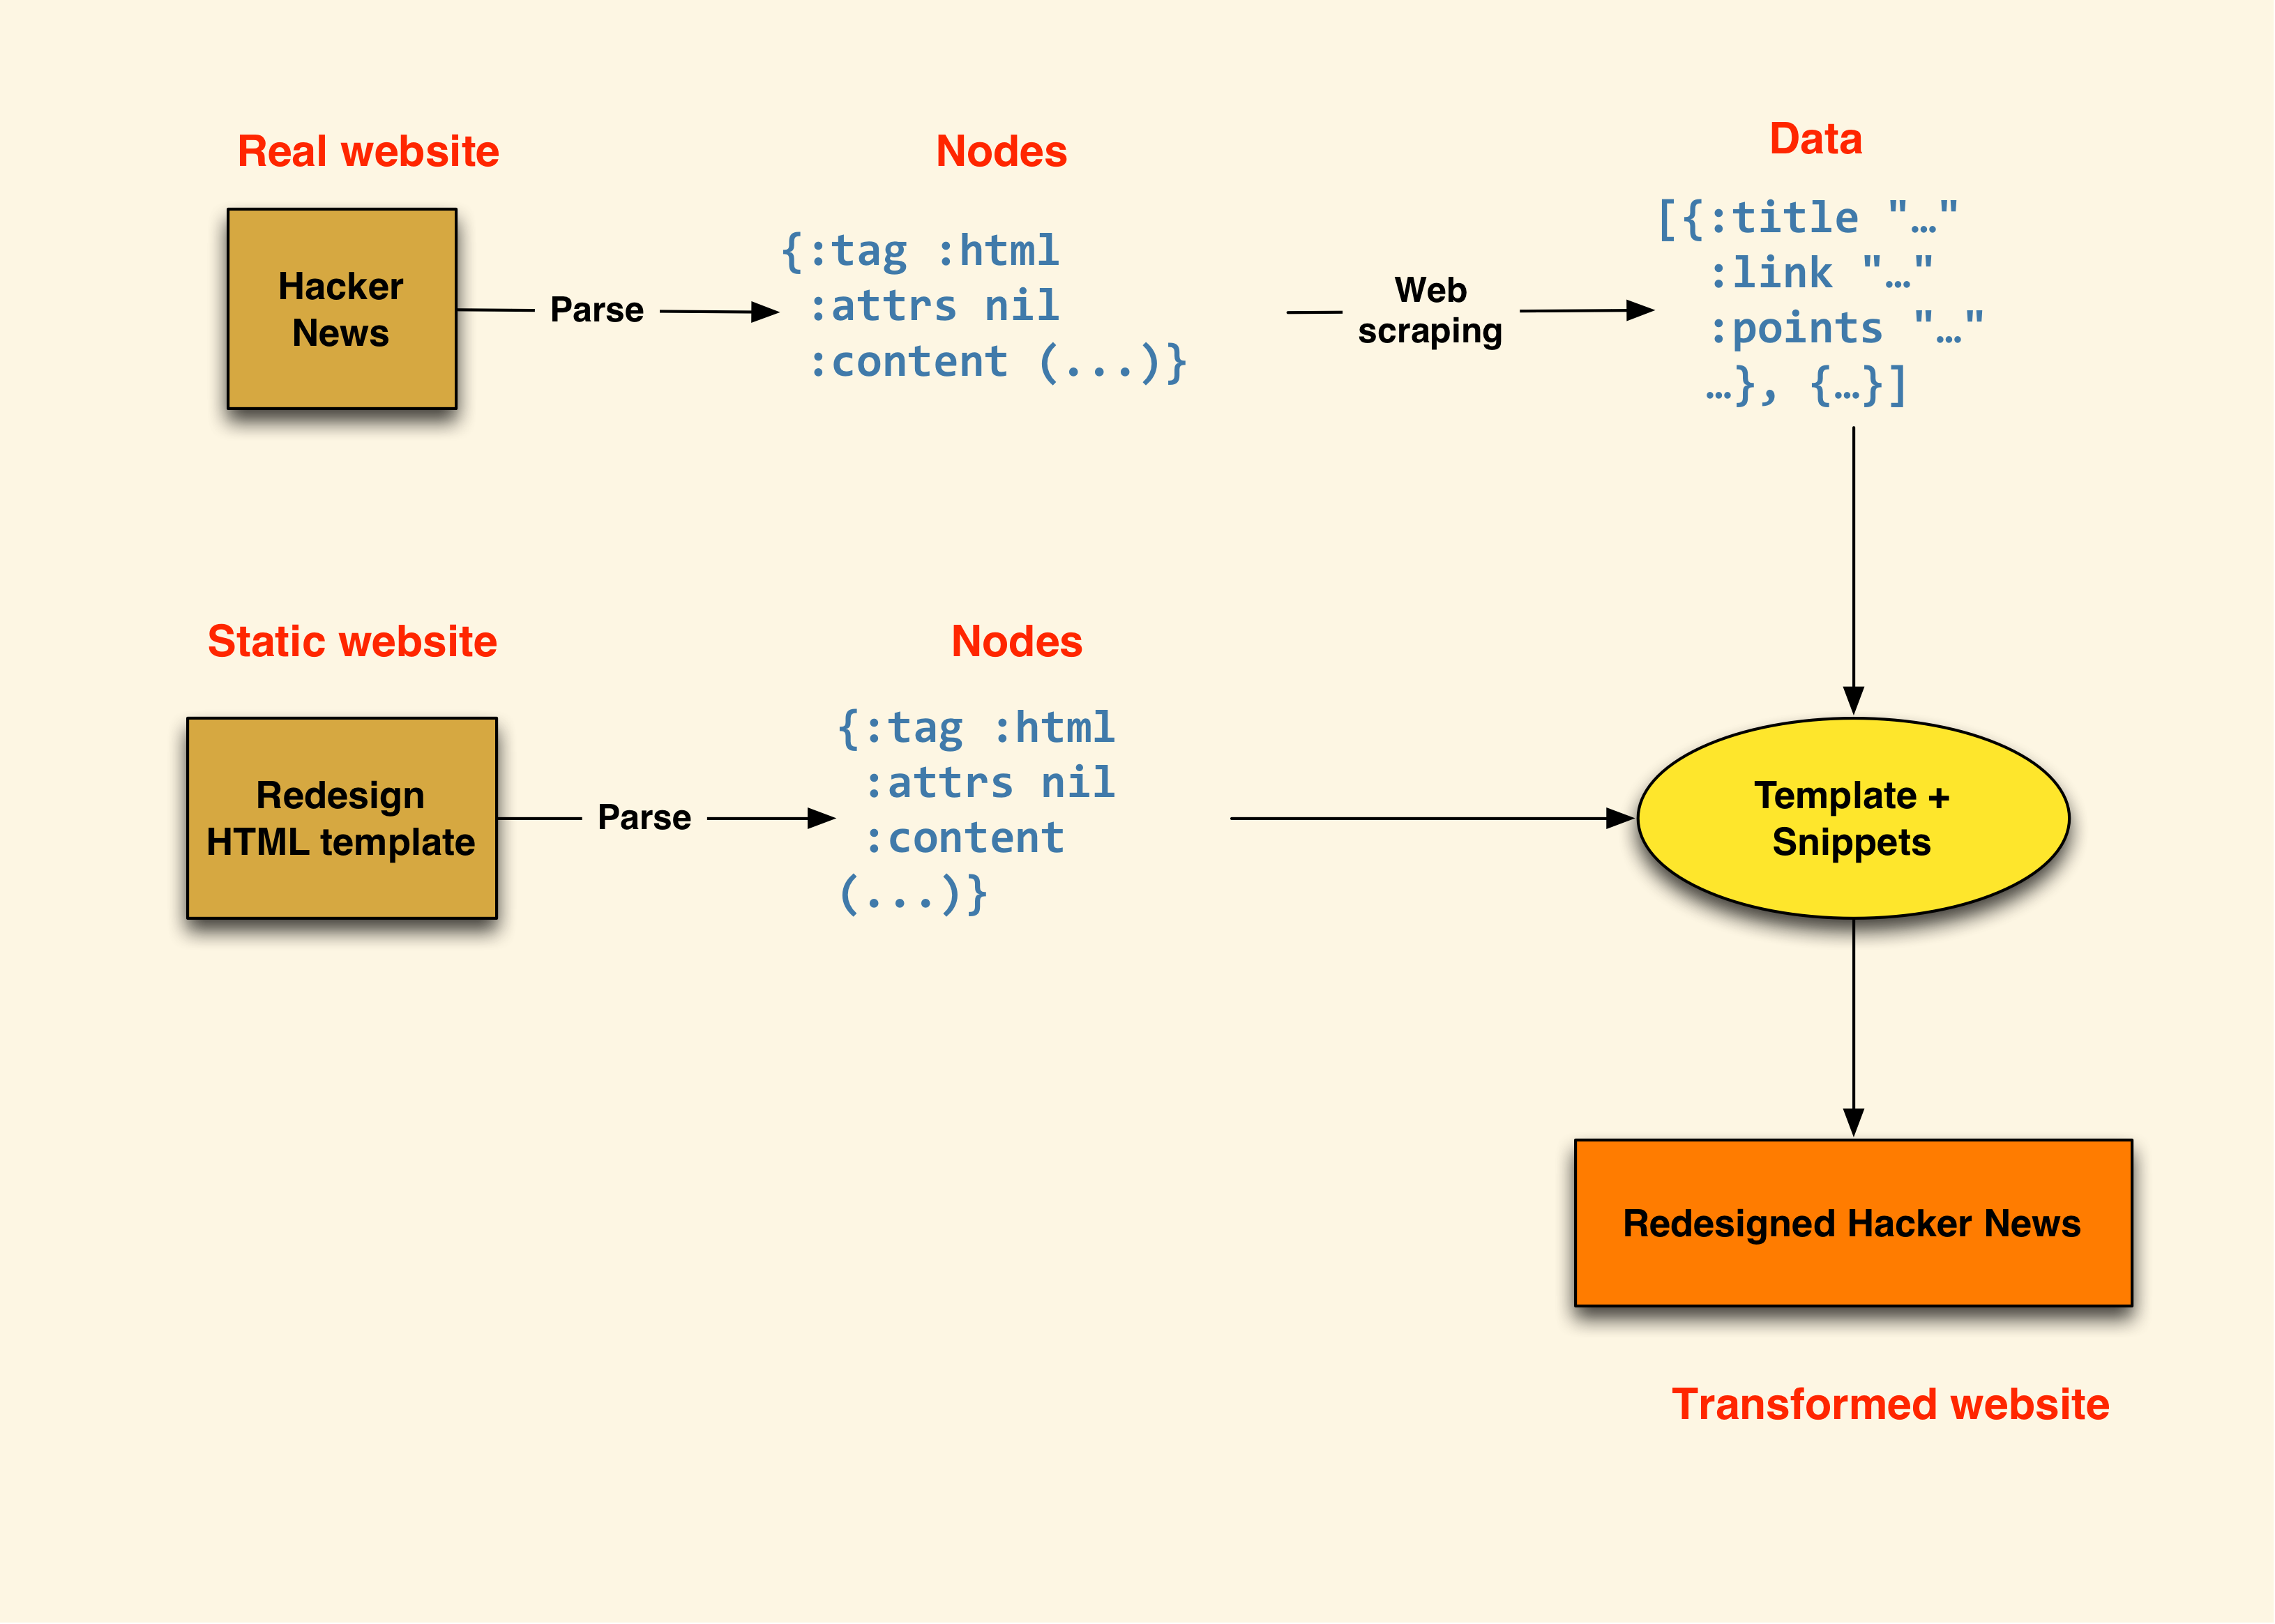 Real website
Nodes
Data
Hacker
News
Parse
{:tag :html
:attrs nil
:content (...)}
Web
scraping
[{:title "…"
:link "…"
:points "…"
…}, {…}]
Static website
Nodes
Redesign
HTML template
Parse
{:tag :html
:attrs nil
:content
(...)}
Template +
Snippets
Redesigned Hacker News
Transformed website